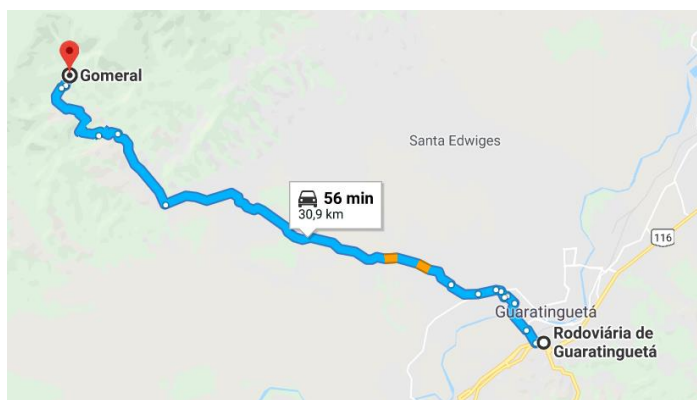 Gomeral
Santa Edwiges
56 min
30,9 km
116
Guaratinguetá
Rodoviária de
Guaratinguetá